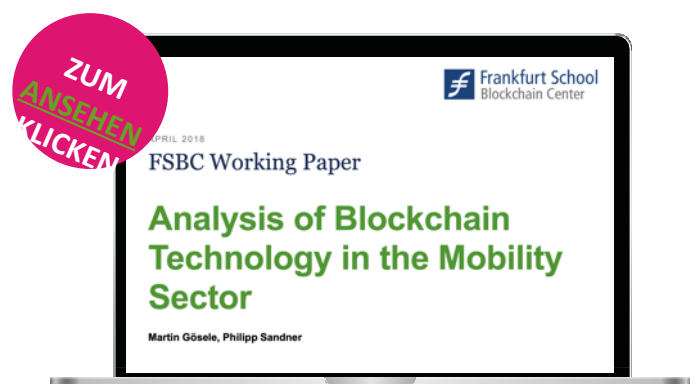 ZUM
ANSEHEN
KLICKEN
Frankfurt School
Blockchain Center
APRIL 2018
FSBC Working Paper
Analysis of Blockchain
Technology in the Mobility
Sector
Martin Gösele, Philipp Sandner